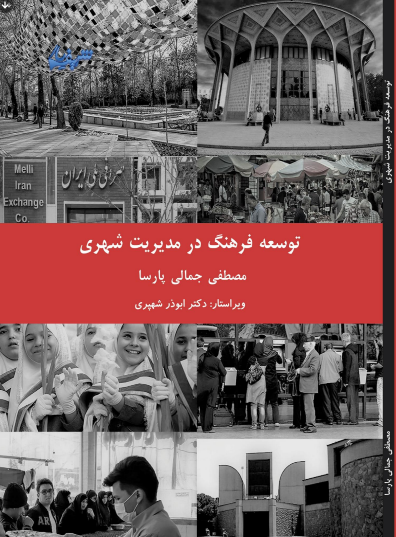 Melli
Iran
Exchange
Co.
ملی ایران
توسعه فرهنگ در مدیریت شهری
مصطفی جمالی پارسا
ویراستار: دکتر ابوذر شهپری
توسعه فرهنگ در مدیریت شهری
مصطفی جمالی پارسا